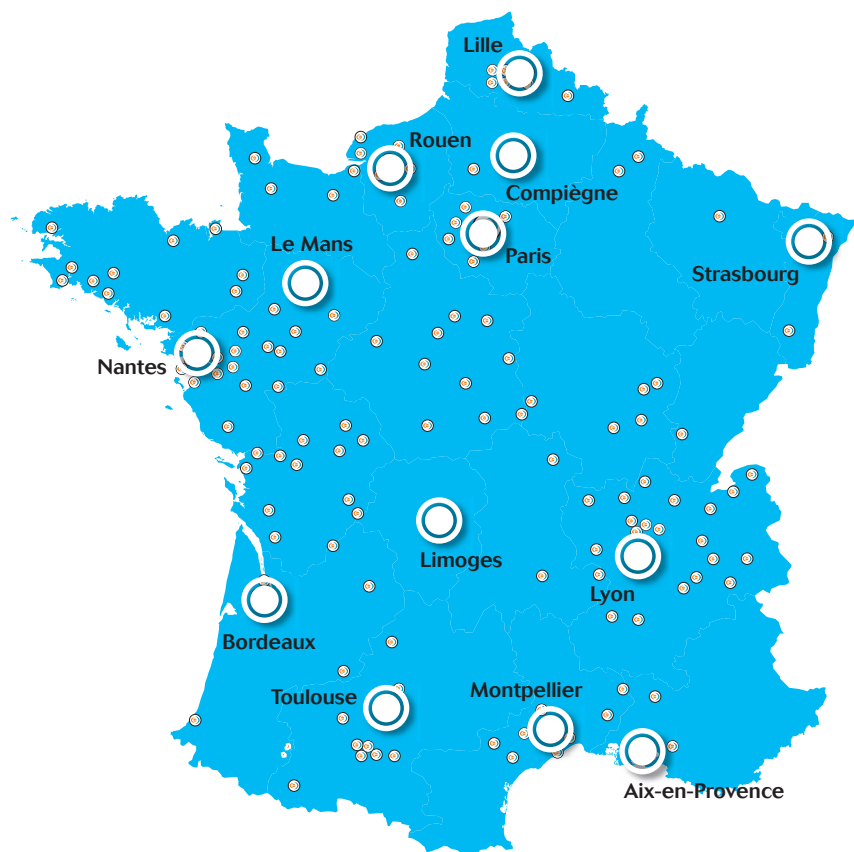 Lille
Rouen
Compiègne
Le Mans
Paris
Strasbourg
Nantes
Limoges
Lyon
Bordeaux
Toulouse
Montpellier
Aix-en-Provence